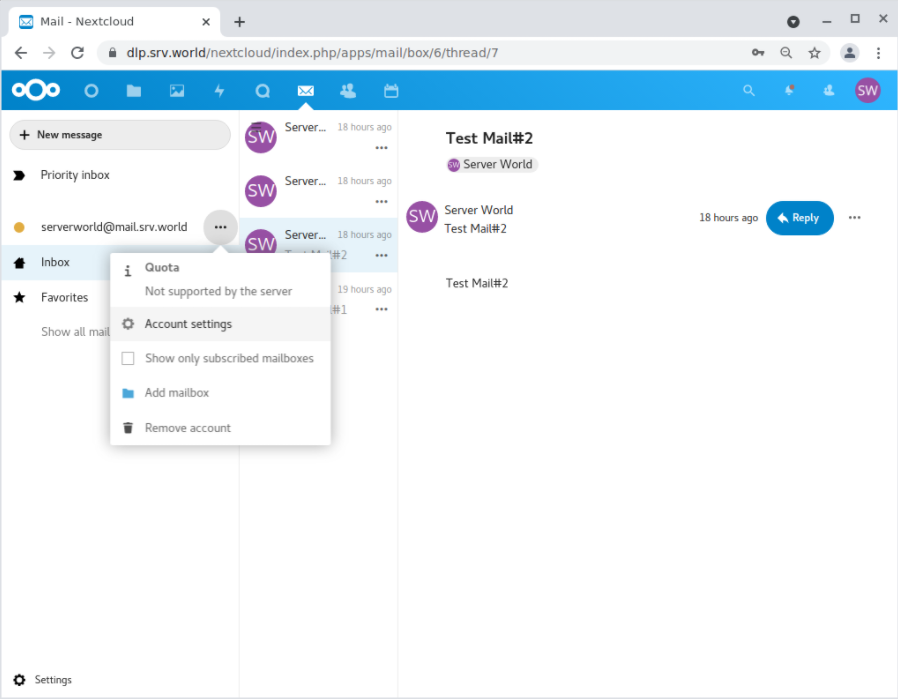 Mail - Nextcloud
dlp.srv.world/nextcloud/index.php/apps/mail/box/6/thread/7
SW
New message
Priority inbox
serverworld@mail.srv.world
Inbox
Favorites
Show all mail
Quota
Not supported by the server
Account settings
Show only subscribed mailboxes
Add mailbox
Remove account
Settings
SW
Server... 18 hours ago
SW
Server... 18 hours ago
SW
Server... 18 hours ago
#2
19 hours ago
#1
Test Mail#2
SW Server World
SW
Server World
Test Mail#2
18 hours ago
Reply
Test Mail#2